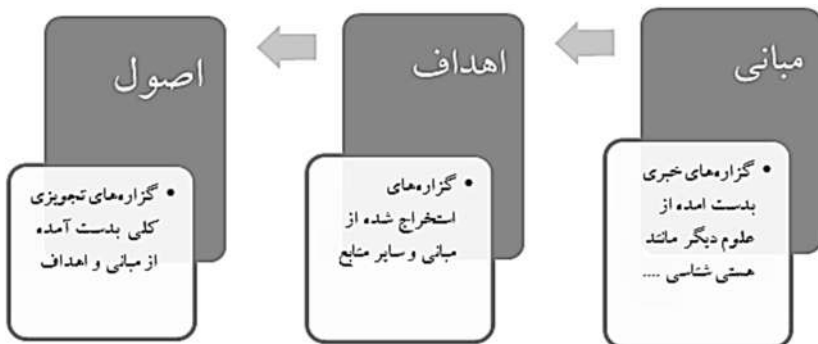 مبانی
• گزاره‌های خبری
بدست امده از
علوم دیگر مانند
هستی شناسی ....
اهداف
• گزاره‌های
استخراج شده از
مبانی و سایر منابع
اصول
• گزاره‌های تجویزی
کلی بدست آمده
از مبانی و اهداف